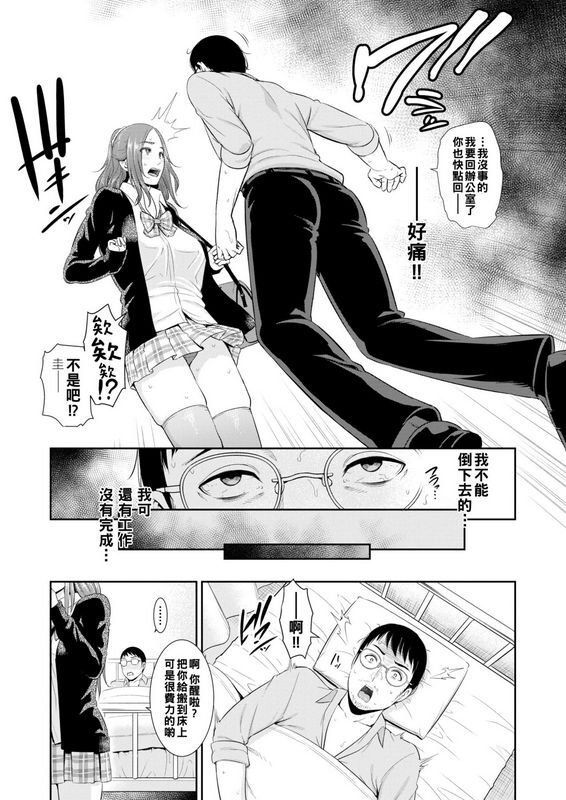 …我沒事的
我要回辦公室了
你也快點回——
——好痛!!
欸欸欸!?
不是吧!?
圭——
我不能
倒下去的…
我可
還有工作
沒有完成…
——啊!!
啊 你醒啦？
把你給搬到床上
可是很費力的喲
……